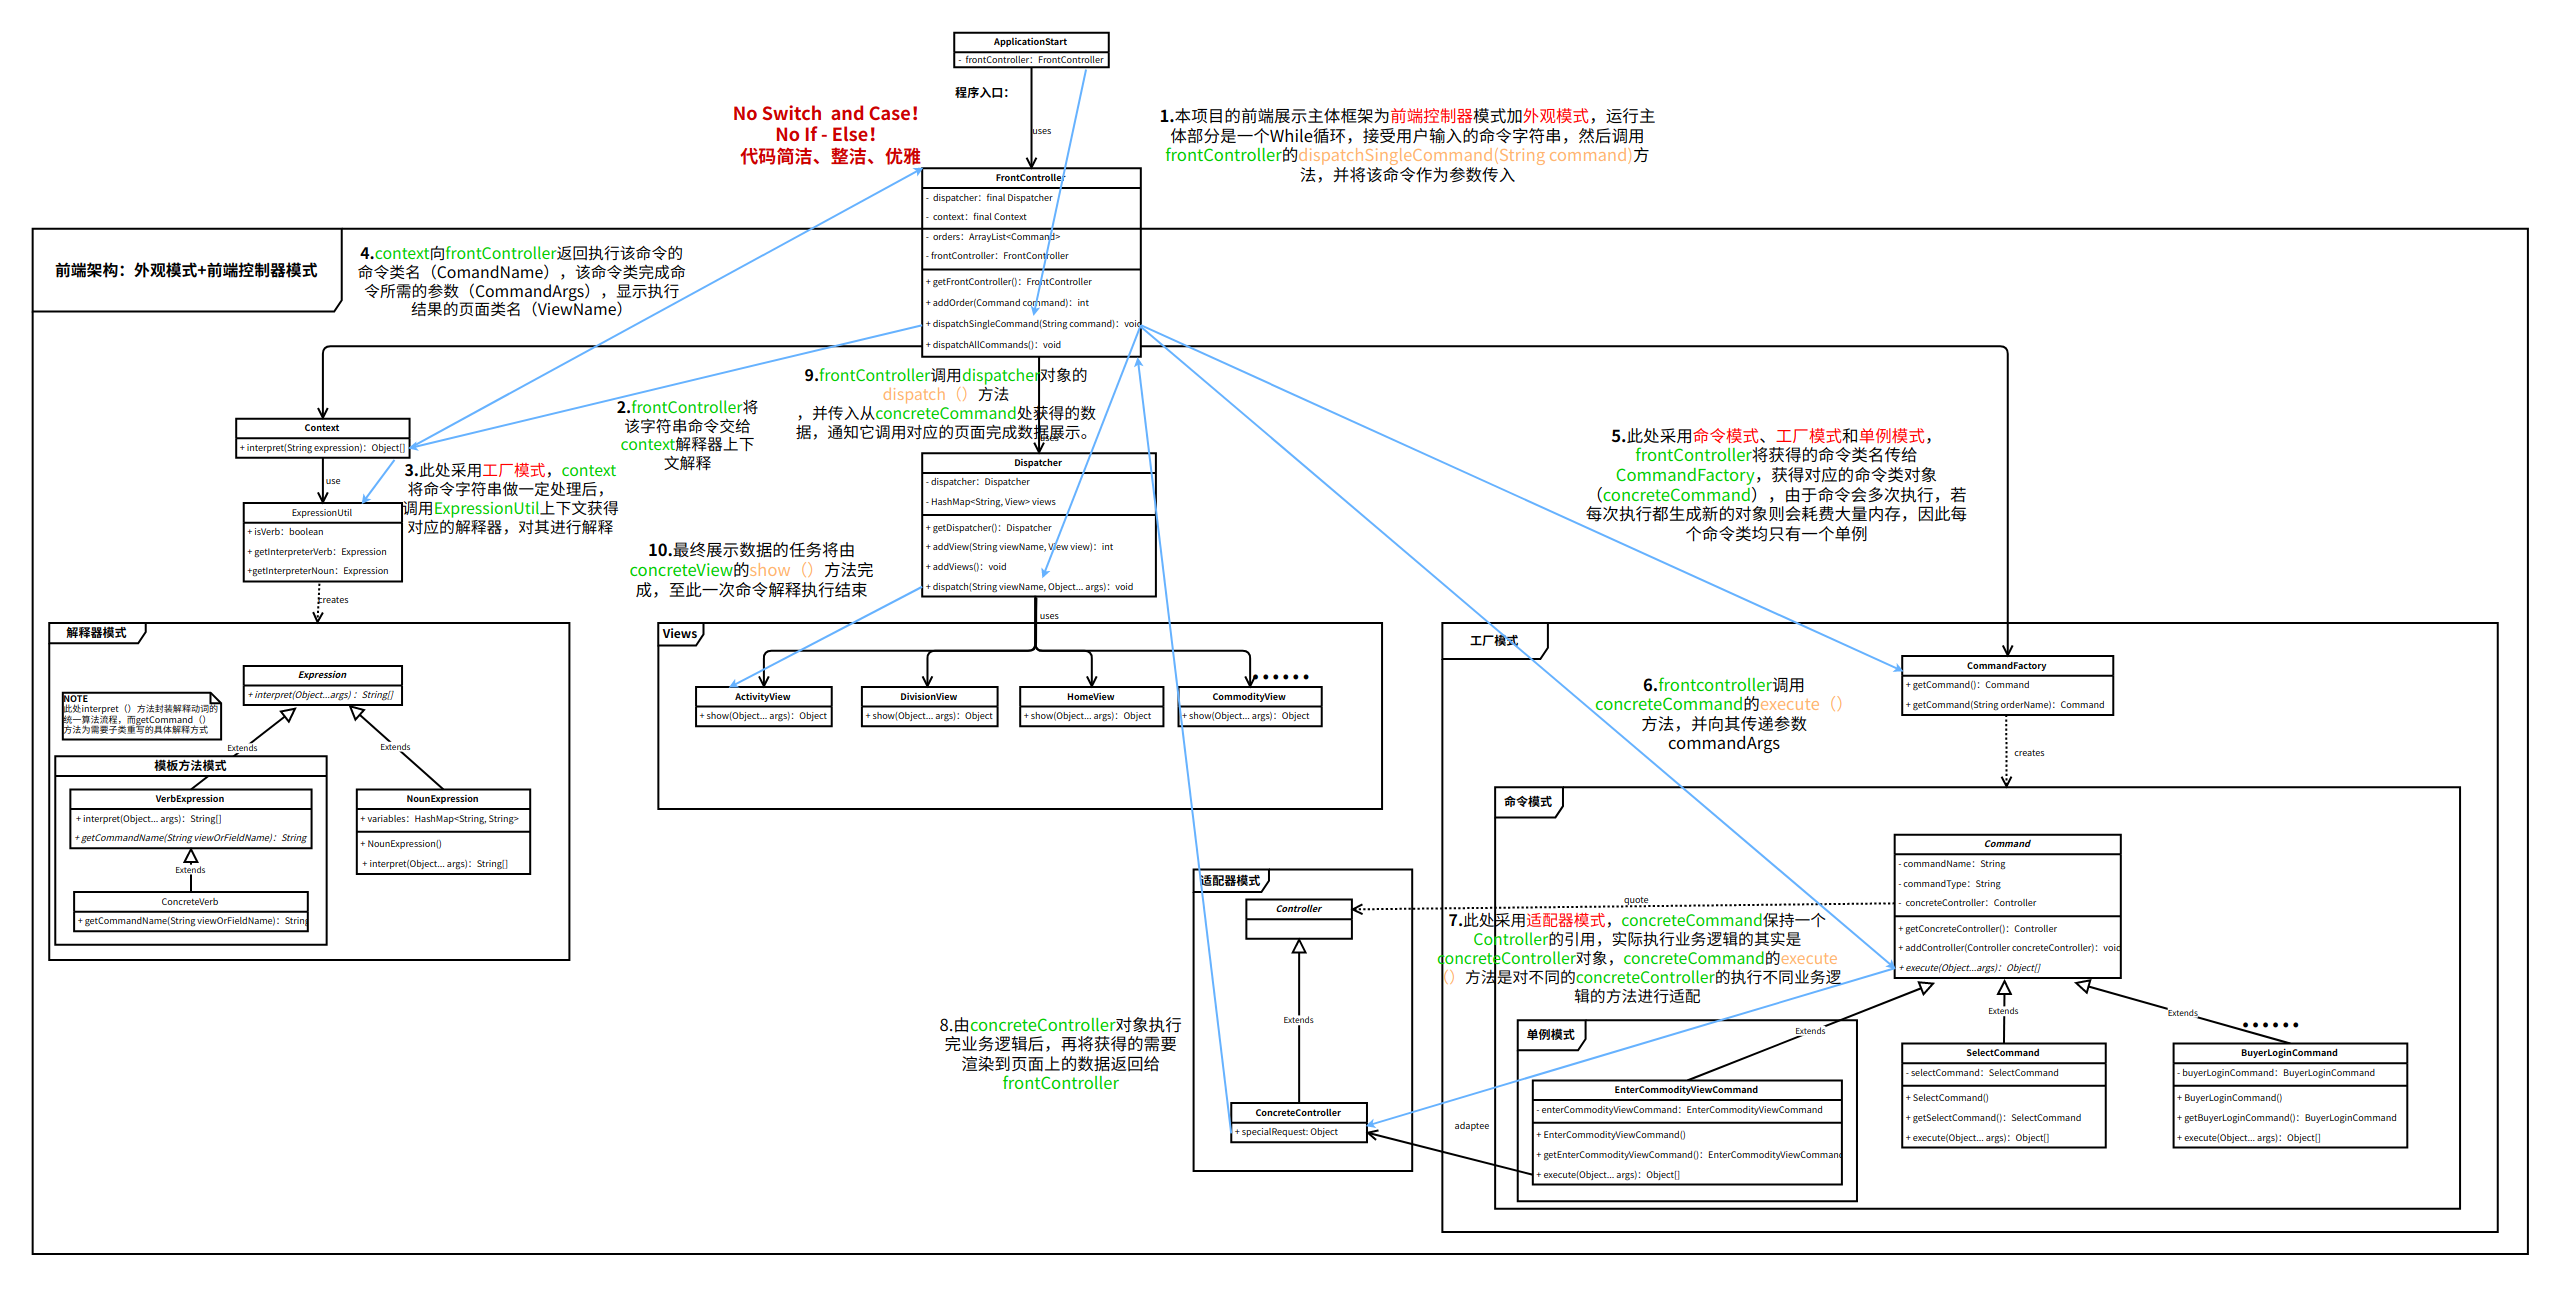 ApplicationStart
- frontController：FrontController
程序入口：
uses
No Switch and Case！
No If - Else！
代码简洁、整洁、优雅
1.本项目的前端展示主体框架为前端控制器模式加外观模式，运行主
体部分是一个While循环，接受用户输入的命令字符串，然后调用
frontController的dispatchSingleCommand(String command)方
法，并将该命令作为参数传入
FrontController
- dispatcher：final Dispatcher
- context：final Context
- orders：ArrayList<Command>
- frontController：FrontController
+ getFrontController()：FrontController
+ addOrder(Command command)：int
+ dispatchSingleCommand(String command)：void
+ dispatchAllCommands()：void
前端架构：外观模式+前端控制器模式
4.context向frontController返回执行该命令的
命令类名（ComandName），该命令类完成命
令所需的参数（CommandArgs），显示执行
结果的页面类名（ViewName）
9.frontController调用dispatcher对象的
dispatch（）方法
，并传入从concreteCommand处获得的数
据，通知它调用对应的页面完成数据展示。
uses
2.frontController将
该字符串命令交给
context解释器上下
文解释
Context
+ interpret(String expression)：Object[]
use
3.此处采用工厂模式，context
将命令字符串做一定处理后，
调用ExpressionUtil上下文获得
对应的解释器，对其进行解释
ExpressionUtil
+ isVerb：boolean
+ getInterpreterVerb：Expression
+getInterpreterNoun：Expression
creates
5.此处采用命令模式、工厂模式和单例模式，
frontController将获得的命令类名传给
CommandFactory，获得对应的命令类对象
（concreteCommand），由于命令会多次执行，若
每次执行都生成新的对象则会耗费大量内存，因此每
个命令类均只有一个单例
Dispatcher
- dispatcher：Dispatcher
- HashMap<String, View> views
+ getDispatcher()：Dispatcher
+ addView(String viewName, View view)：int
+ addViews()：void
+ dispatch(String viewName, Object... args)：void
10.最终展示数据的任务将由
concreteView的show（）方法完
成，至此一次命令解释执行结束
uses
解释器模式
Expression
+ interpret(Object...args)：String[]
NOTE
此处interpret（）方法封装解释动词的
统一算法流程，而getCommand（）
方法为需要子类重写的具体解释方式
Extends
Extends
模板方法模式
VerbExpression
+ interpret(Object... args)：String[]
+ getCommandName(String viewOrFieldName)：String
Extends
ConcreteVerb
+ getCommandName(String viewOrFieldName)：String
NounExpression
+ variables：HashMap<String, String>
+ NounExpression()
+ interpret(Object... args)：String[]
Views
ActivityView
+ show(Object... args)：Object
DivisionView
+ show(Object... args)：Object
HomeView
+ show(Object... args)：Object
CommodityView
+ show(Object... args)：Object
••••••
工厂模式
CommandFactory
+ getCommand()：Command
+ getCommand(String orderName)：Command
creates
6.frontcontroller调用
concreteCommand的execute（）
方法，并向其传递参数
commandArgs
命令模式
Command
- commandName：String
- commandType：String
- concreteController：Controller
+ getConcreteController()：Controller
+ addController(Controller concreteController)：void
+ execute(Object...args)：Object[]
quote
适配器模式
Controller
Extends
ConcreteController
+ specialRequest: Object
7.此处采用适配器模式，concreteCommand保持一个
Controller的引用，实际执行业务逻辑的其实是
concreteController对象，concreteCommand的execute
（）方法是对不同的concreteController的执行不同业务逻
辑的方法进行适配
8.由concreteController对象执行
完业务逻辑后，再将获得的需要
渲染到页面上的数据返回给
frontController
adaptee
单例模式
Extends
Extends
Extends
••••••
EnterCommodityViewCommand
- enterCommodityViewCommand：EnterCommodityViewCommand
+ EnterCommodityViewCommand()
+ getEnterCommodityViewCommand()：EnterCommodityViewCommand
+ execute(Object... args)：Object[]
SelectCommand
- selectCommand：SelectCommand
+ SelectCommand()
+ getSelectCommand()：SelectCommand
+ execute(Object... args)：Object[]
BuyerLoginCommand
- buyerLoginCommand：BuyerLoginCommand
+ BuyerLoginCommand()
+ getBuyerLoginCommand()：BuyerLoginCommand
+ execute(Object... args)：Object[]